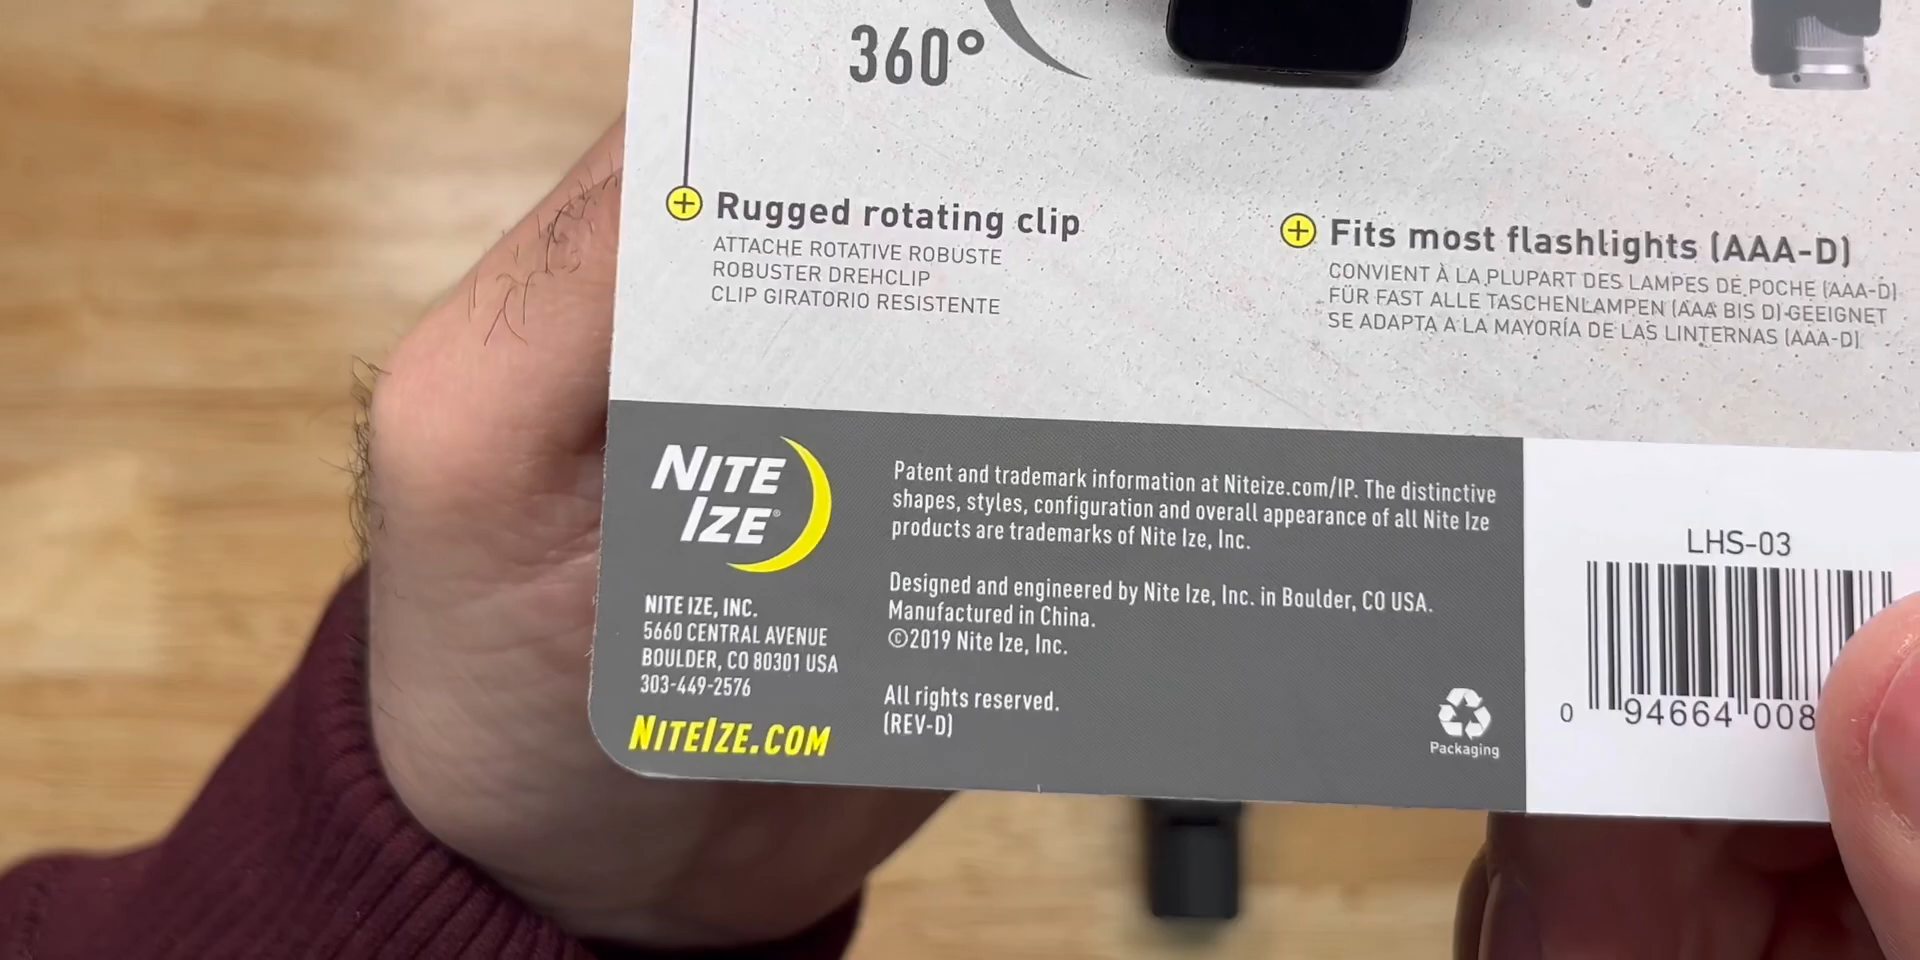 360°
Rugged rotating clip
ATTACHE ROTATIVE ROBUSTE
ROBUSTER DREHCLIP
CLIP GIRATORIO RESISTENTE
Fits most flashlights (AAA-D)
CONVIENT À LA PLUPART DES LAMPES DE POCHE (AAA-D)
FÜR FAST ALLE TASCHENLAMPEN (AAA BIS D) GEEIGNET
SE ADAPTA A LA MAYORÍA DE LAS LINTERNAS (AAA-D)
NITE
IZE®
NITE IZE, INC.
5660 CENTRAL AVENUE
BOULDER, CO 80301 USA
303-449-2576
NITEIZE.COM
Patent and trademark information at Niteize.com/IP. The distinctive
shapes, styles, configuration and overall appearance of all Nite Ize
products are trademarks of Nite Ize, Inc.
Designed and engineered by Nite Ize, Inc. in Boulder, CO USA.
Manufactured in China.
©2019 Nite Ize, Inc.
All rights reserved.
(REV-D)
Packaging
LHS-03
0 94664 008